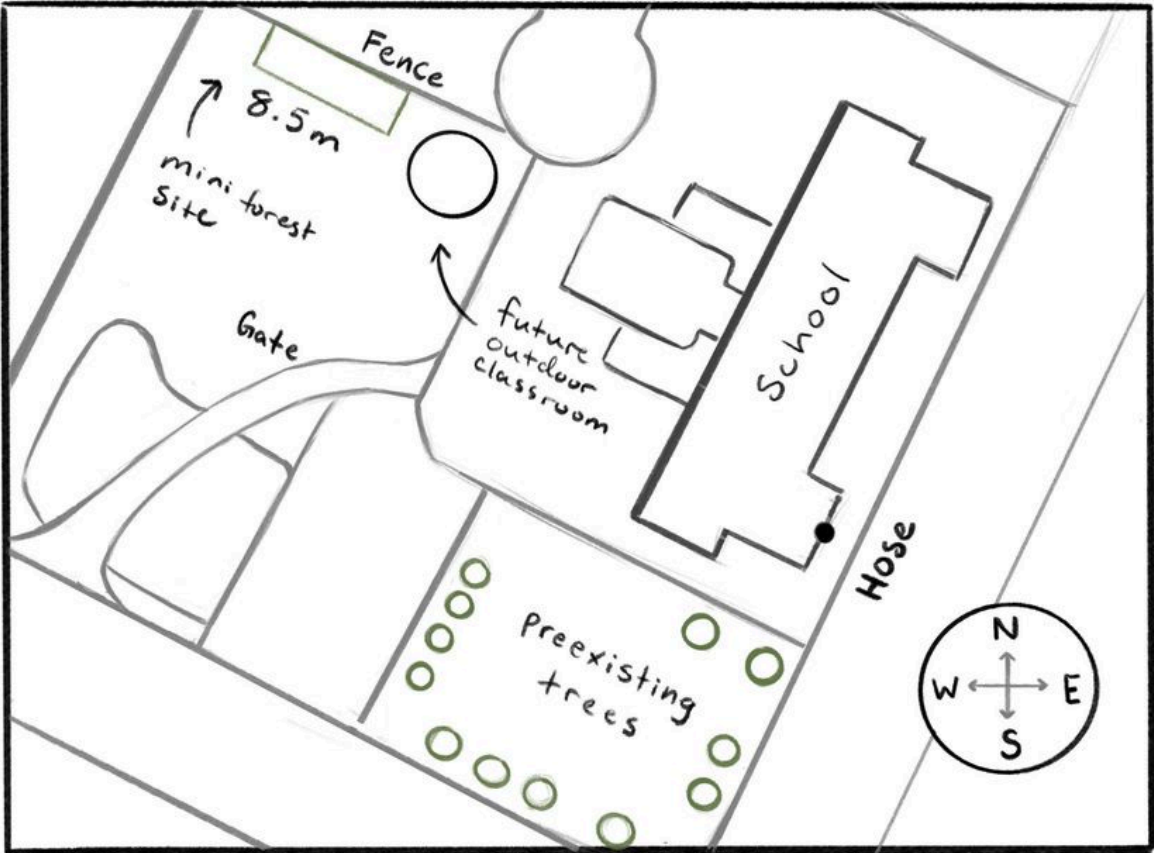 Fence
8.5m
mini forest
site
Gate
future
outdoor
classroom
School
Hose
Preexisting
trees
N
W E
S